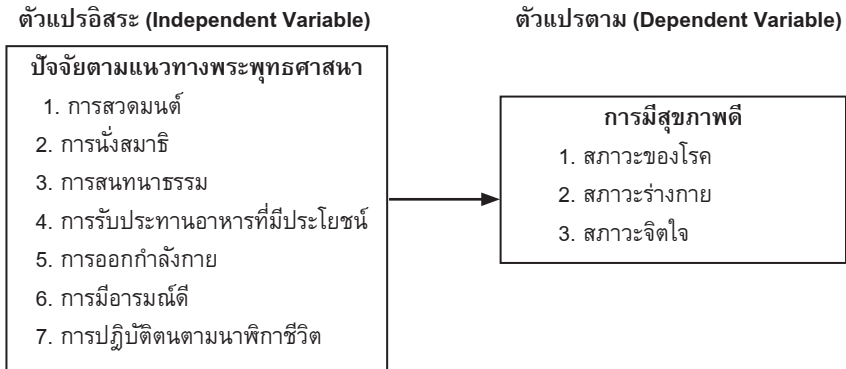 ตัวแปรอิสระ (Independent Variable)
ปัจจัยตามแนวทางพระพุทธศาสนา
1. การสวดมนต์
2. การนั่งสมาธิ
3. การสนทนาธรรม
4. การรับประทานอาหารที่มีประโยชน์
5. การออกกำลังกาย
6. การมีอารมณ์ดี
7. การปฏิบัติตนตามนาฬิกาชีวิต
ตัวแปรตาม (Dependent Variable)
การมีสุขภาพดี
1. สภาวะของโรค
2. สภาวะร่างกาย
3. สภาวะจิตใจ